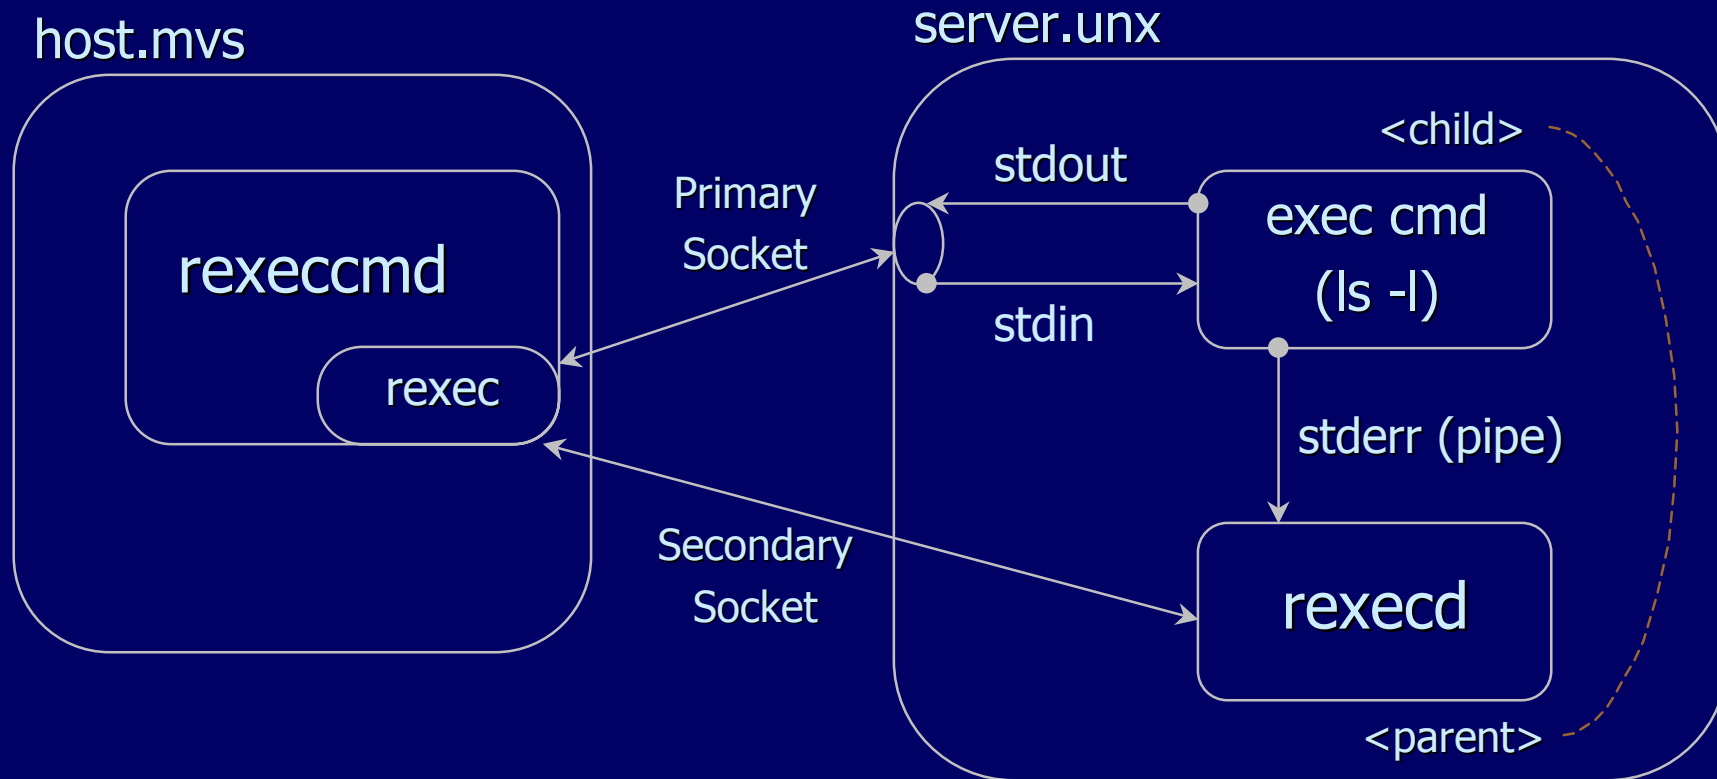 host.mvs
server.unx
<child>
stdout
exec cmd
(ls -l)
Primary
Socket
rexeccmd
stdin
rexec
stderr (pipe)
Secondary
Socket
rexecd
<parent>